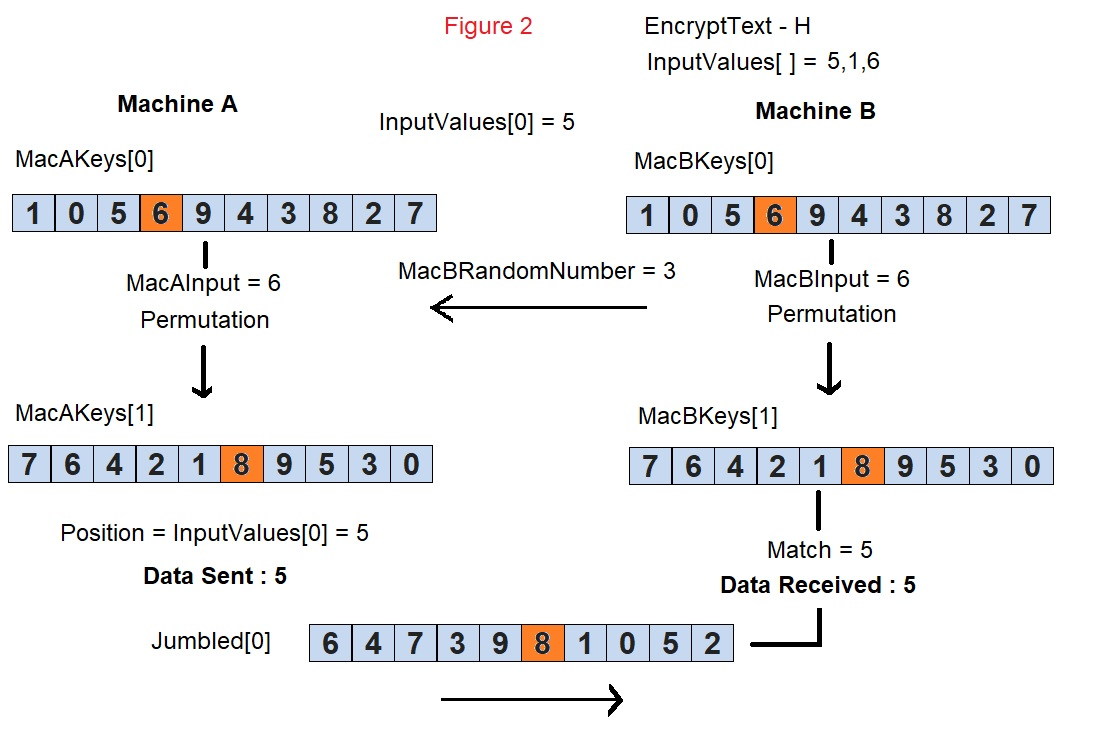 Figure 2
EncryptText - H
InputValues[ ] = 5,1,6
Machine A
Machine B
InputValues[0] = 5
MacAKeys[0]
MacBKeys[0]
1 0 5 6 9 4 3 8 2 7
1 0 5 6 9 4 3 8 2 7
MacAInput = 6
Permutation
MacBRandomNumber = 3
MacBInput = 6
Permutation
MacAKeys[1]
MacBKeys[1]
7 6 4 2 1 8 9 5 3 0
7 6 4 2 1 8 9 5 3 0
Position = InputValues[0] = 5
Data Sent : 5
Match = 5
Data Received : 5
Jumbled[0]
6 4 7 3 9 8 1 0 5 2